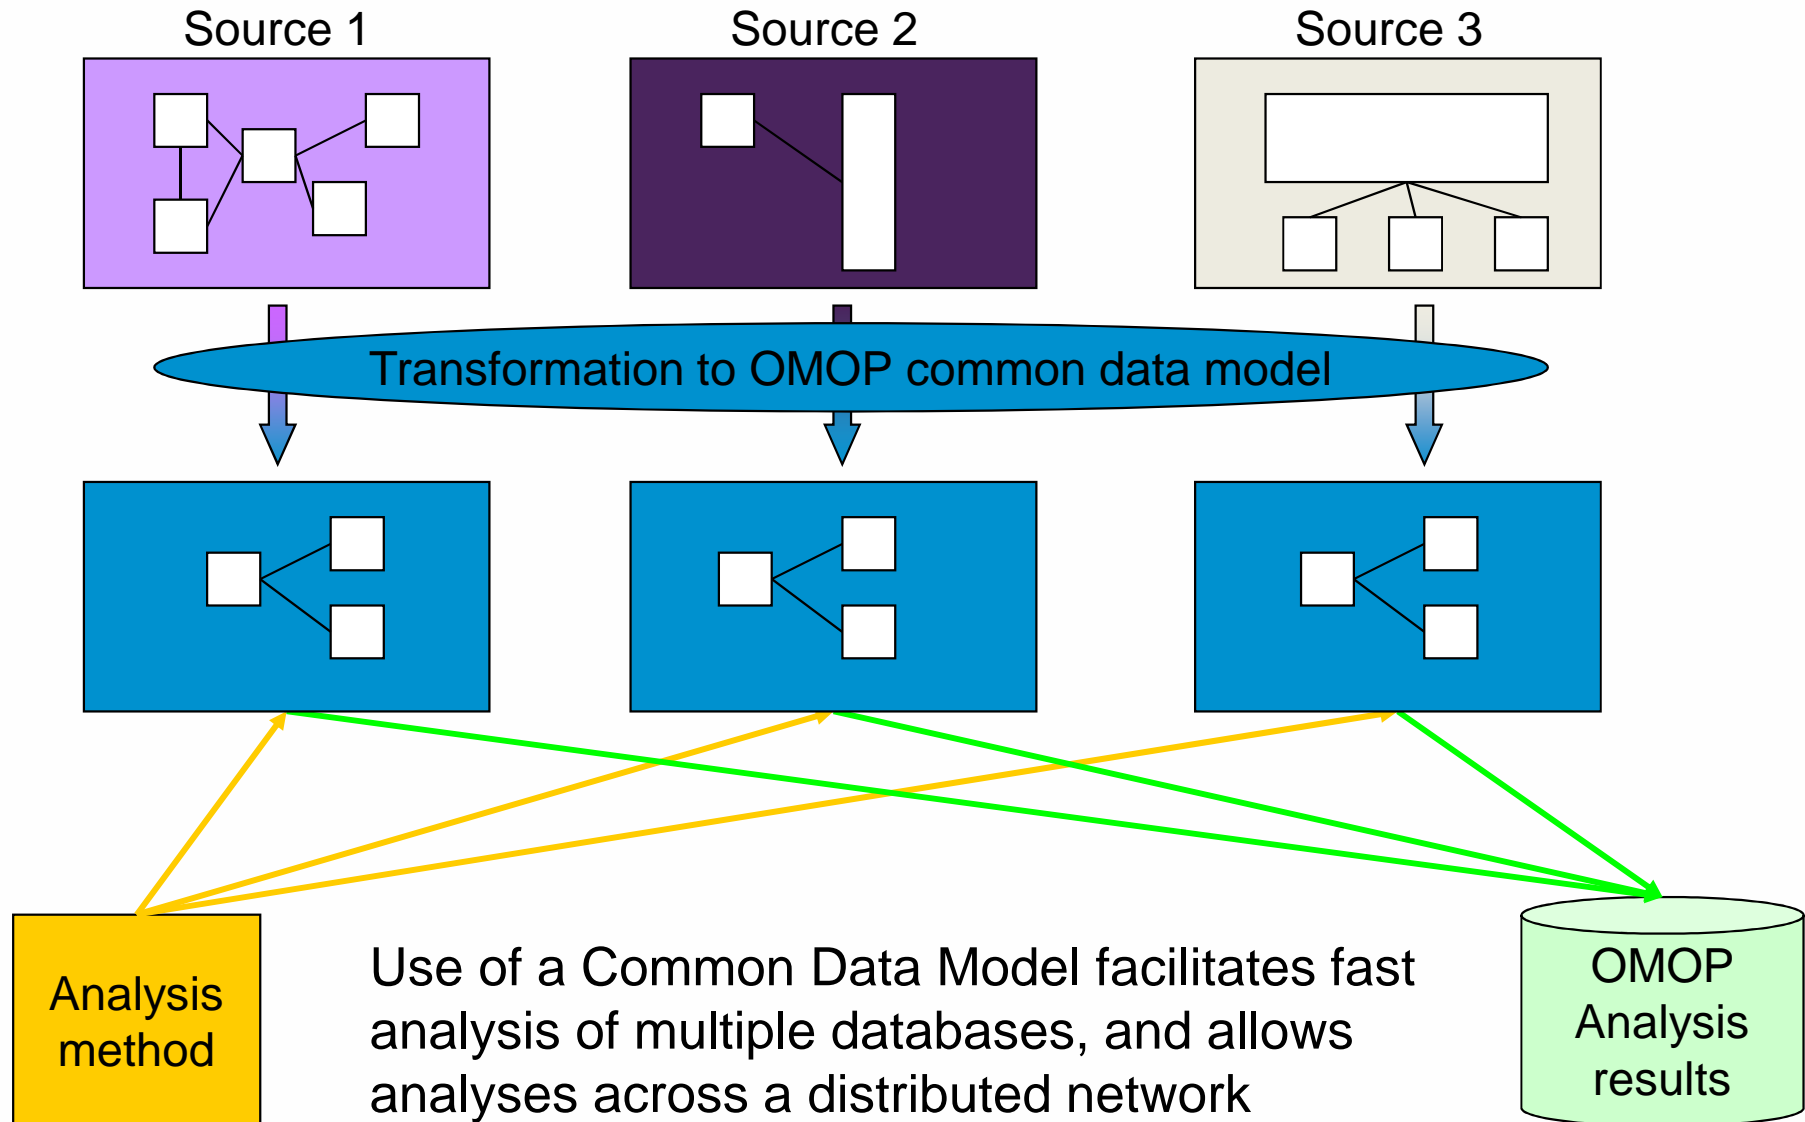 Source 1
Source 2
Source 3
Transformation to OMOP common data model
Analysis
method
Use of a Common Data Model facilitates fast
analysis of multiple databases, and allows
analyses across a distributed network
OMOP
Analysis
results